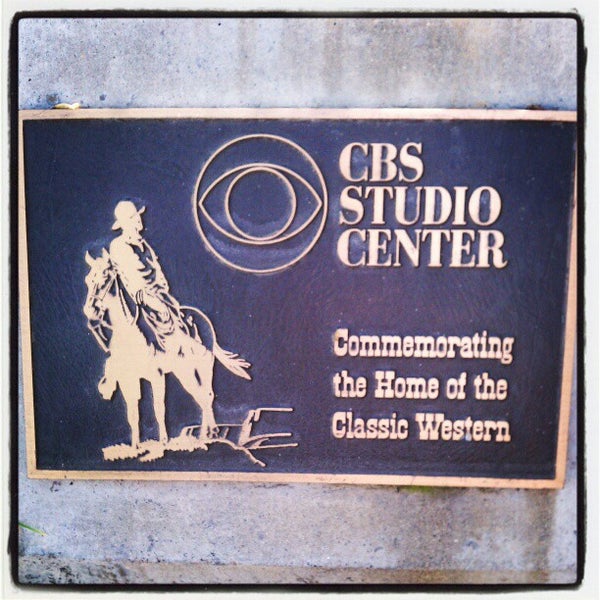 CBS
STUDIO
CENTER
Commemorating
the Home of the
Classic Western